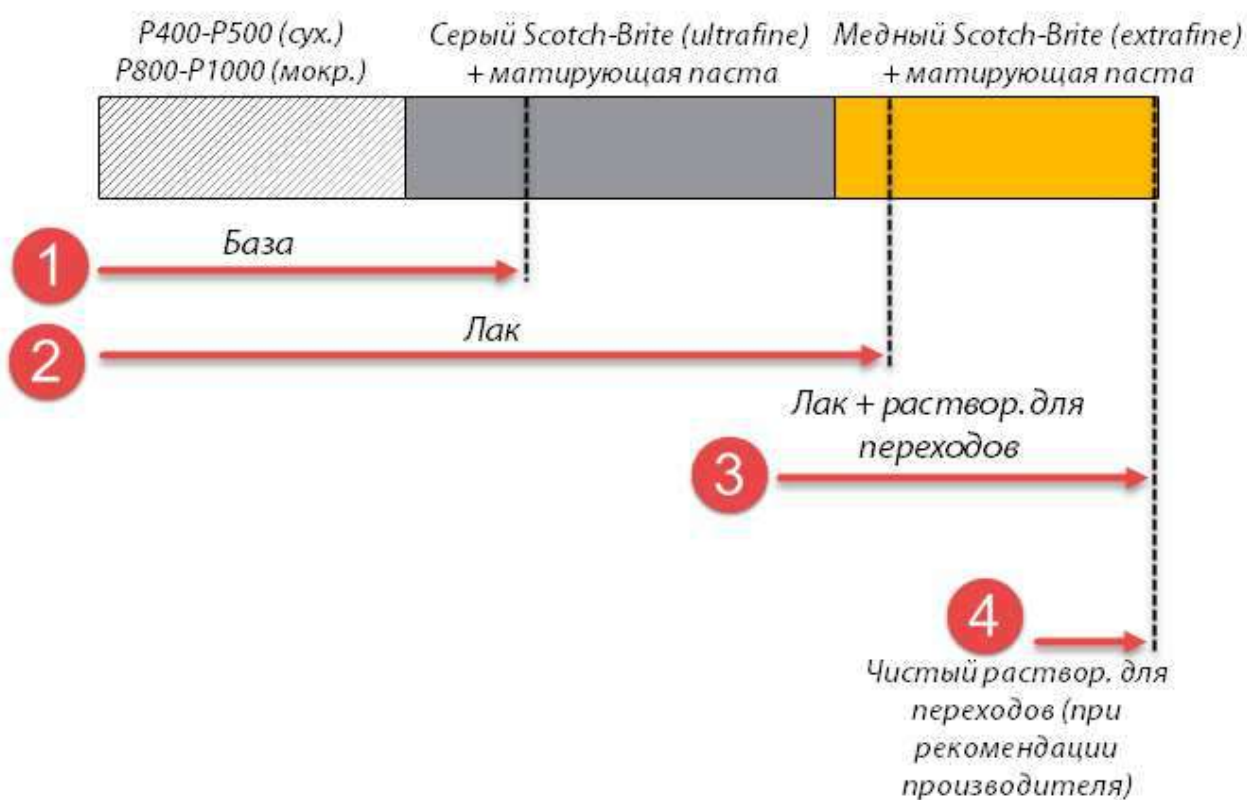 P400-P500 (сух.)
P800-P1000 (мокр.)
Серый Scotch-Brite (ultrafine)
+ матирующая паста
Медный Scotch-Brite (extrafine)
+ матирующая паста
1
База
2
Лак
Лак + раствор. для
переходов
3
4
Чистый раствор. для
переходов (при
рекомендации
производителя)